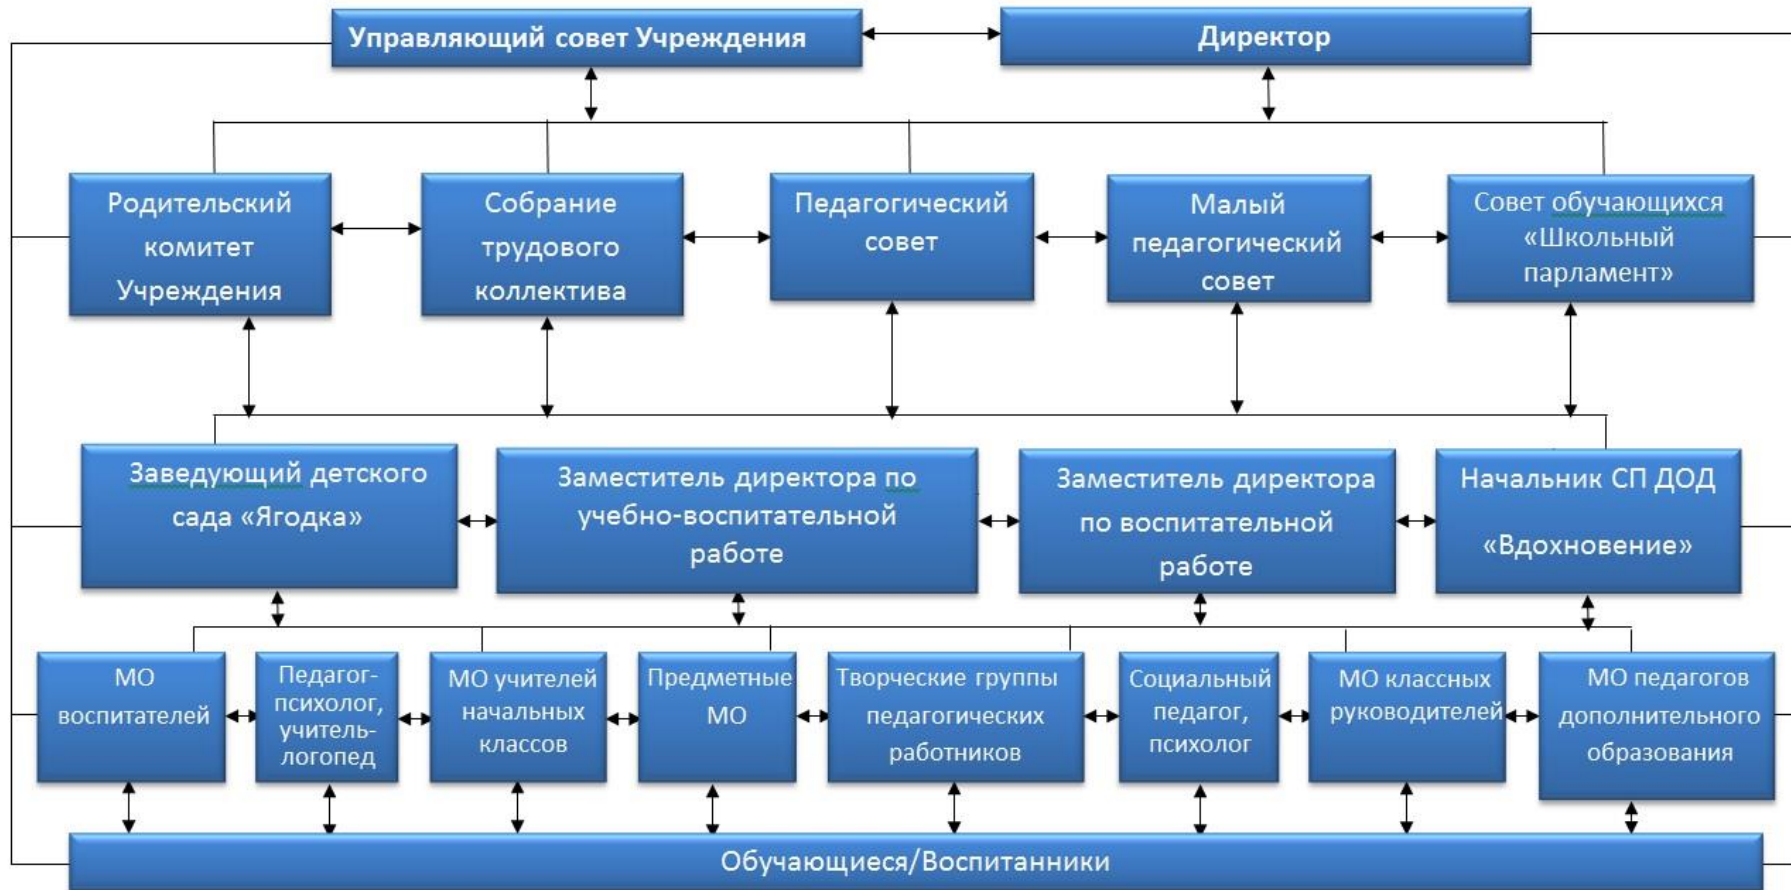 Управляющий совет Учреждения
Директор
Родительский
комитет
Учреждения
Собрание
трудового
коллектива
Педагогический
совет
Малый
педагогический
совет
Совет обучающихся
«Школьный
парламент»
Заведующий детского
сада «Ягодка»
Заместитель директора по
учебно-воспитательной
работе
Заместитель директора
по воспитательной
работе
Начальник СП ДОД
«Вдохновение»
МО
воспитателей
Педагог-
психолог,
учитель-
логопед
МО учителей
начальных
классов
Предметные
МО
Творческие группы
педагогических
работников
Социальный
педагог,
психолог
МО классных
руководителей
МО педагогов
дополнительного
образования
Обучающиеся/Воспитанники